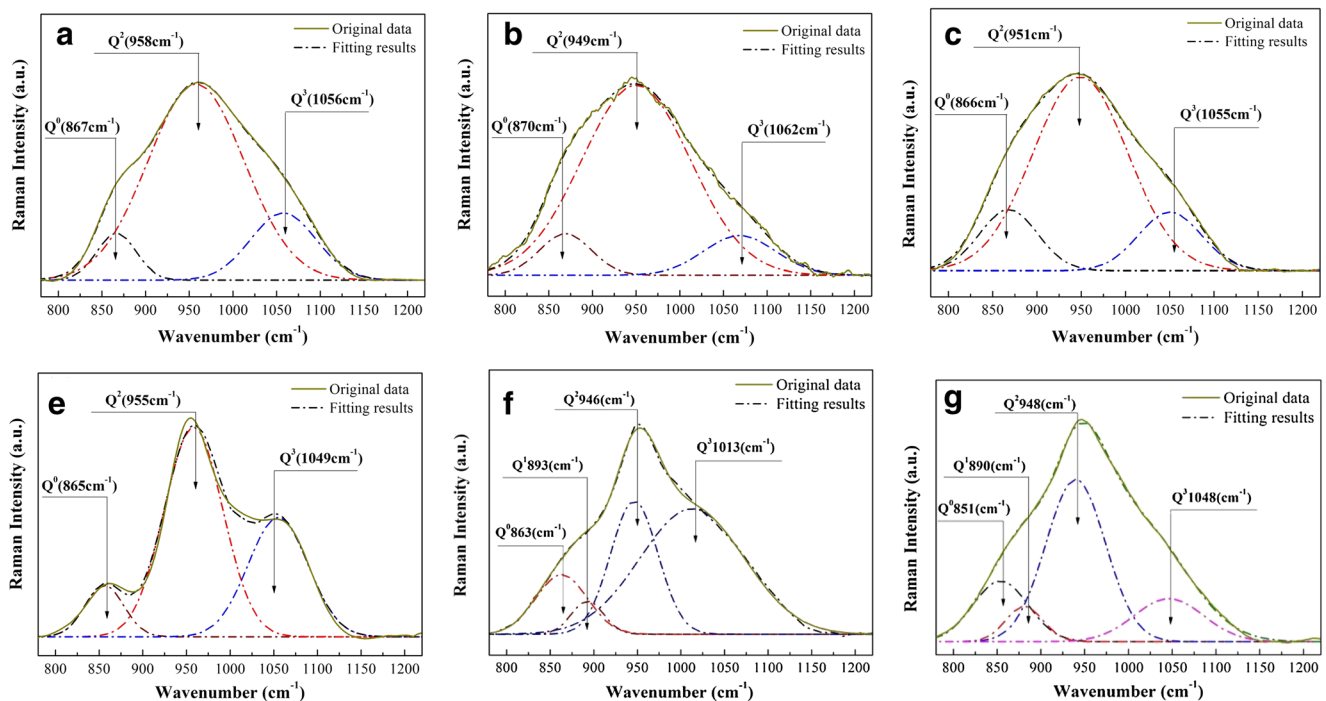 a
Original data
Fitting results
Q²(958cm⁻¹)
Q³(1056cm⁻¹)
Q⁰(867cm⁻¹)
Raman Intensity (a.u.)
800 850 900 950 1000 1050 1100 1150 1200
Wavenumber (cm⁻¹)
b
Original data
Fitting results
Q²(949cm⁻¹)
Q⁰(870cm⁻¹)
Q³(1062cm⁻¹)
Raman Intensity (a.u.)
800 850 900 950 1000 1050 1100 1150 1200
Wavenumber (cm⁻¹)
c
Original data
Fitting results
Q²(951cm⁻¹)
Q⁰(866cm⁻¹)
Q³(1055cm⁻¹)
Raman Intensity (a.u.)
800 850 900 950 1000 1050 1100 1150 1200
Wavenumber (cm⁻¹)
e
Original data
Fitting results
Q²(955cm⁻¹)
Q³(1049cm⁻¹)
Q⁰(865cm⁻¹)
Raman Intensity (a.u.)
800 850 900 950 1000 1050 1100 1150 1200
Wavenumber (cm⁻¹)
f
Original data
Fitting results
Q²946(cm⁻¹)
Q³1013(cm⁻¹)
Q¹893(cm⁻¹)
Q⁰863(cm⁻¹)
Raman Intensity (a.u.)
800 850 900 950 1000 1050 1100 1150 1200
Wavenumber (cm⁻¹)
g
Original data
Fitting results
Q²948(cm⁻¹)
Q¹890(cm⁻¹)
Q⁰851(cm⁻¹)
Q³1048(cm⁻¹)
Raman Intensity (a.u.)
800 850 900 950 1000 1050 1100 1150 1200
Wavenumber (cm⁻¹)